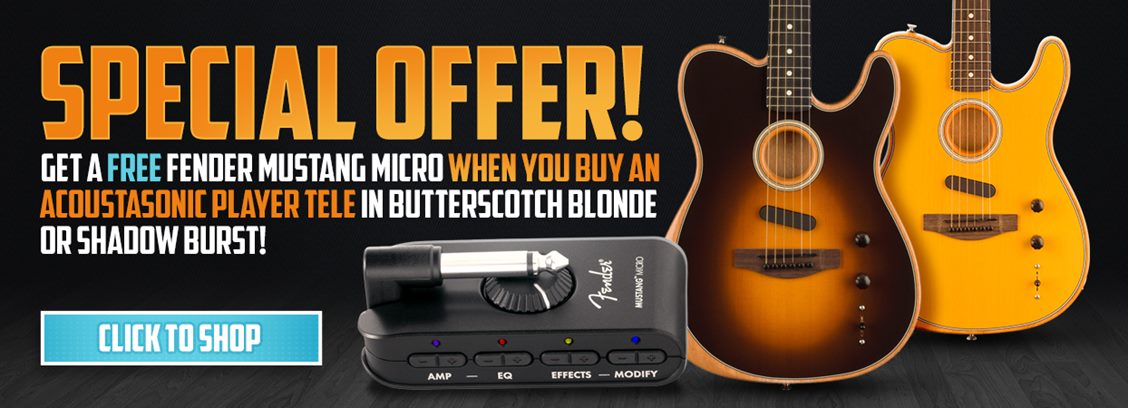 SPECIAL OFFER!
GET A FREE FENDER MUSTANG MICRO WHEN YOU BUY AN
ACOUSTASONIC PLAYER TELE IN BUTTERSCOTCH BLONDE
OR SHADOW BURST!
CLICK TO SHOP
Fender
MUSTANG MICRO
- + - + - + - +
AMP — EQ EFFECTS — MODIFY